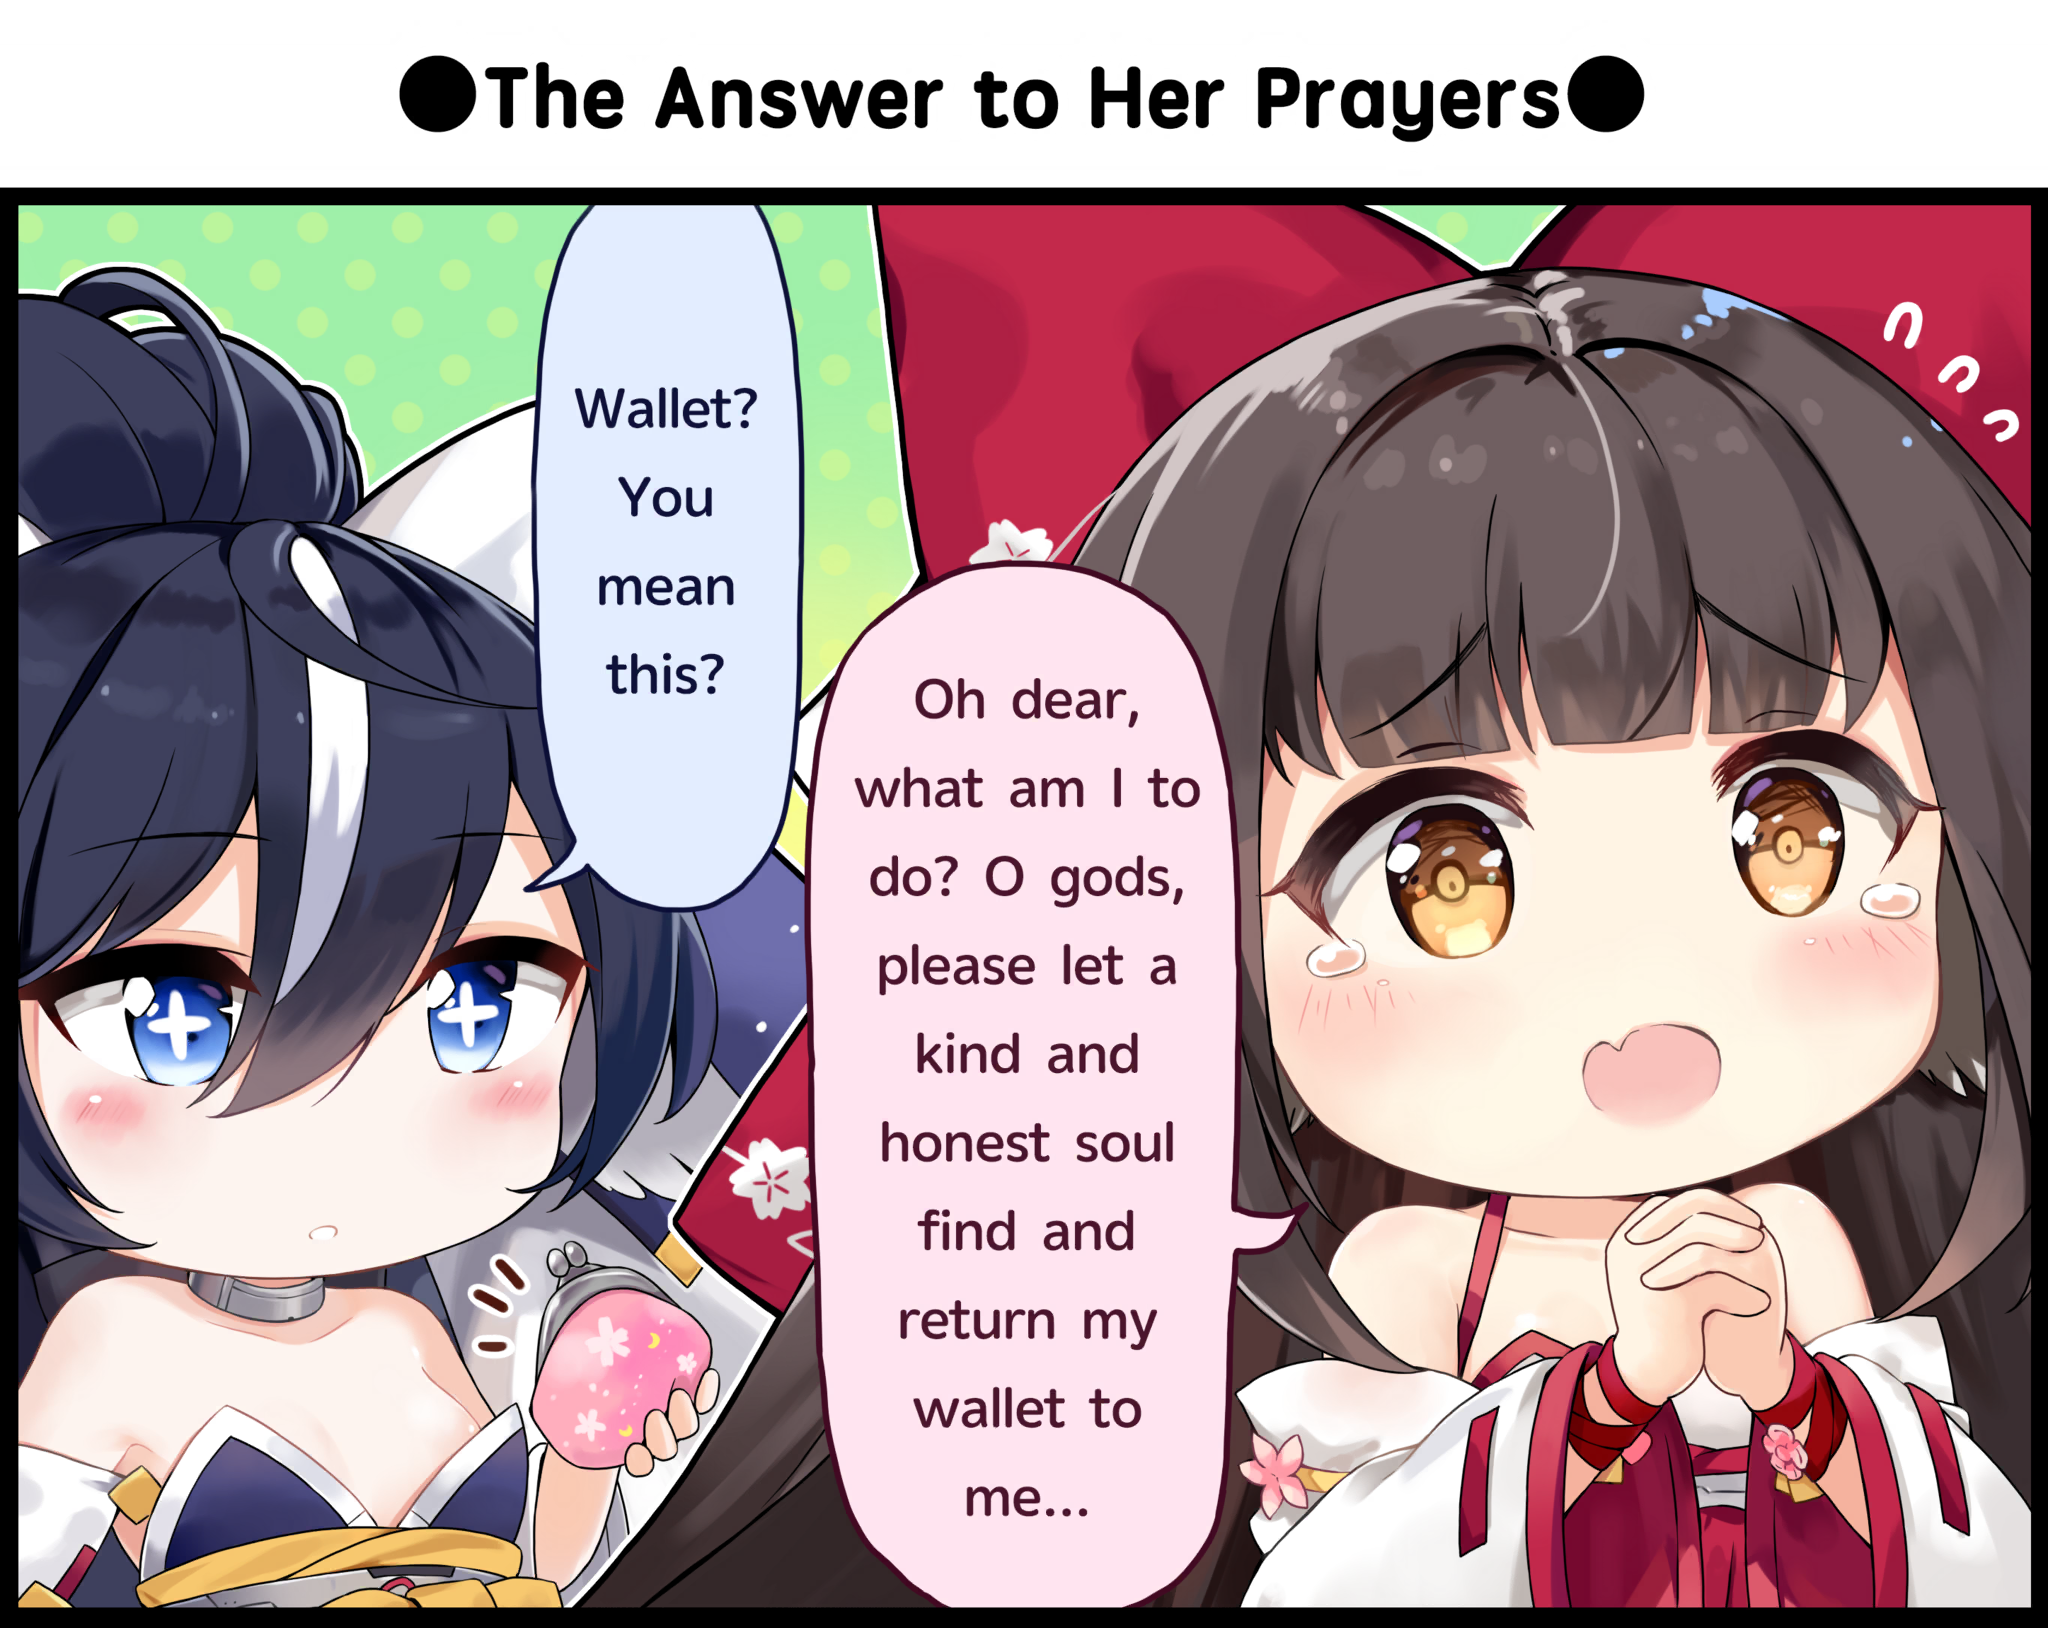 ●The Answer to Her Prayers●
Oh dear,
what am I to
do? O gods,
please let a
kind and
honest soul
find and
return my
wallet to
me...
Wallet?
You
mean
this?